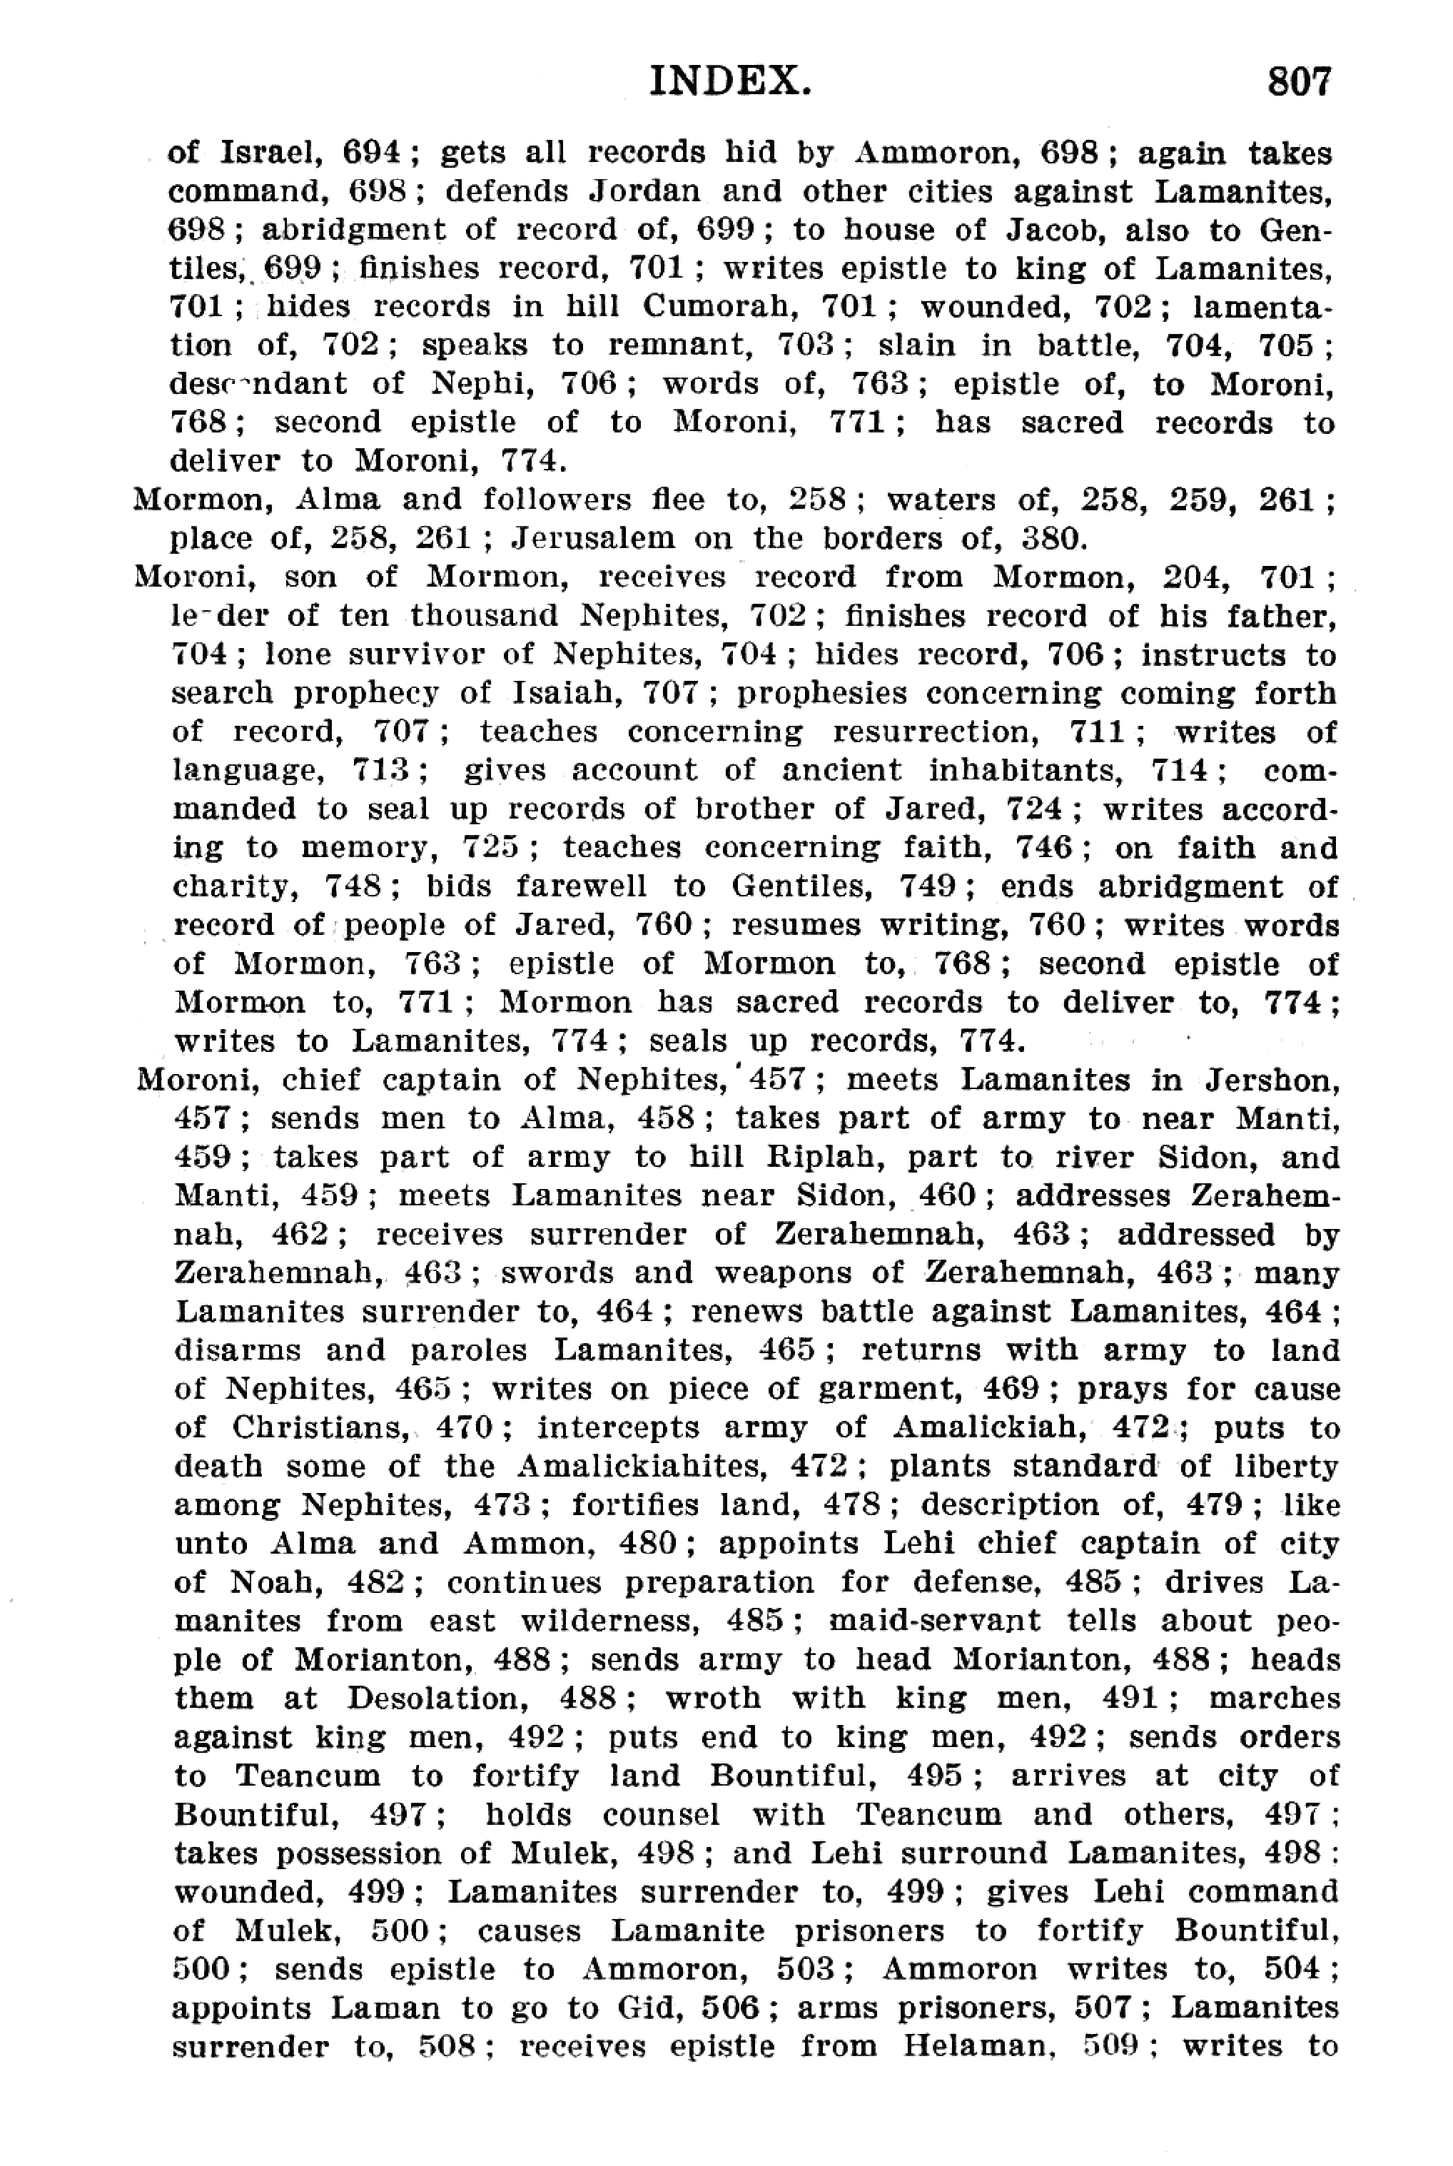 INDEX. 807
of Israel, 694 ; gets all records hid by Ammoron, 698 ; again takes
command, 698 ; defends Jordan and other cities against Lamanites,
698 ; abridgment of record of, 699 ; to house of Jacob, also to Gen-
tiles, 699 ; finishes record, 701 ; writes epistle to king of Lamanites,
701 ; hides records in hill Cumorah, 701 ; wounded, 702 ; lamenta-
tion of, 702 ; speaks to remnant, 703 ; slain in battle, 704, 705 ;
descendant of Nephi, 706 ; words of, 763 ; epistle of, to Moroni,
768 ; second epistle of to Moroni, 771 ; has sacred records to
deliver to Moroni, 774.
Mormon, Alma and followers flee to, 258 ; waters of, 258, 259, 261 ;
place of, 258, 261 ; Jerusalem on the borders of, 380.
Moroni, son of Mormon, receives record from Mormon, 204, 701 ;
leader of ten thousand Nephites, 702 ; finishes record of his father,
704 ; lone survivor of Nephites, 704 ; hides record, 706 ; instructs to
search prophecy of Isaiah, 707 ; prophesies concerning coming forth
of record, 707 ; teaches concerning resurrection, 711 ; writes of
language, 713 ; gives account of ancient inhabitants, 714 ; com-
manded to seal up records of brother of Jared, 724 ; writes accord-
ing to memory, 725 ; teaches concerning faith, 746 ; on faith and
charity, 748 ; bids farewell to Gentiles, 749 ; ends abridgment of
record of people of Jared, 760 ; resumes writing, 760 ; writes words
of Mormon, 763 ; epistle of Mormon to, 768 ; second epistle of
Mormon to, 771 ; Mormon has sacred records to deliver to, 774 ;
writes to Lamanites, 774 ; seals up records, 774.
Moroni, chief captain of Nephites, 457 ; meets Lamanites in Jershon,
457 ; sends men to Alma, 458 ; takes part of army to near Manti,
459 ; takes part of army to hill Riplah, part to river Sidon, and
Manti, 459 ; meets Lamanites near Sidon, 460 ; addresses Zerahem-
nah, 462 ; receives surrender of Zerahemnah, 463 ; addressed by
Zerahemnah, 463 ; swords and weapons of Zerahemnah, 463 ; many
Lamanites surrender to, 464 ; renews battle against Lamanites, 464 ;
disarms and paroles Lamanites, 465 ; returns with army to land
of Nephites, 465 ; writes on piece of garment, 469 ; prays for cause
of Christians, 470 ; intercepts army of Amalickiah, 472 ; puts to
death some of the Amalickiahites, 472 ; plants standard of liberty
among Nephites, 473 ; fortifies land, 478 ; description of, 479 ; like
unto Alma and Ammon, 480 ; appoints Lehi chief captain of city
of Noah, 482 ; continues preparation for defense, 485 ; drives La-
manites from east wilderness, 485 ; maid-servant tells about peo-
ple of Morianton, 488 ; sends army to head Morianton, 488 ; heads
them at Desolation, 488 ; wroth with king men, 491 ; marches
against king men, 492 ; puts end to king men, 492 ; sends orders
to Teancum to fortify land Bountiful, 495 ; arrives at city of
Bountiful, 497 ; holds counsel with Teancum and others, 497 ;
takes possession of Mulek, 498 ; and Lehi surround Lamanites, 498 :
wounded, 499 ; Lamanites surrender to, 499 ; gives Lehi command
of Mulek, 500 ; causes Lamanite prisoners to fortify Bountiful,
500 ; sends epistle to Ammoron, 503 ; Ammoron writes to, 504 ;
appoints Laman to go to Gid, 506 ; arms prisoners, 507 ; Lamanites
surrender to, 508 ; receives epistle from Helaman, 509 ; writes to